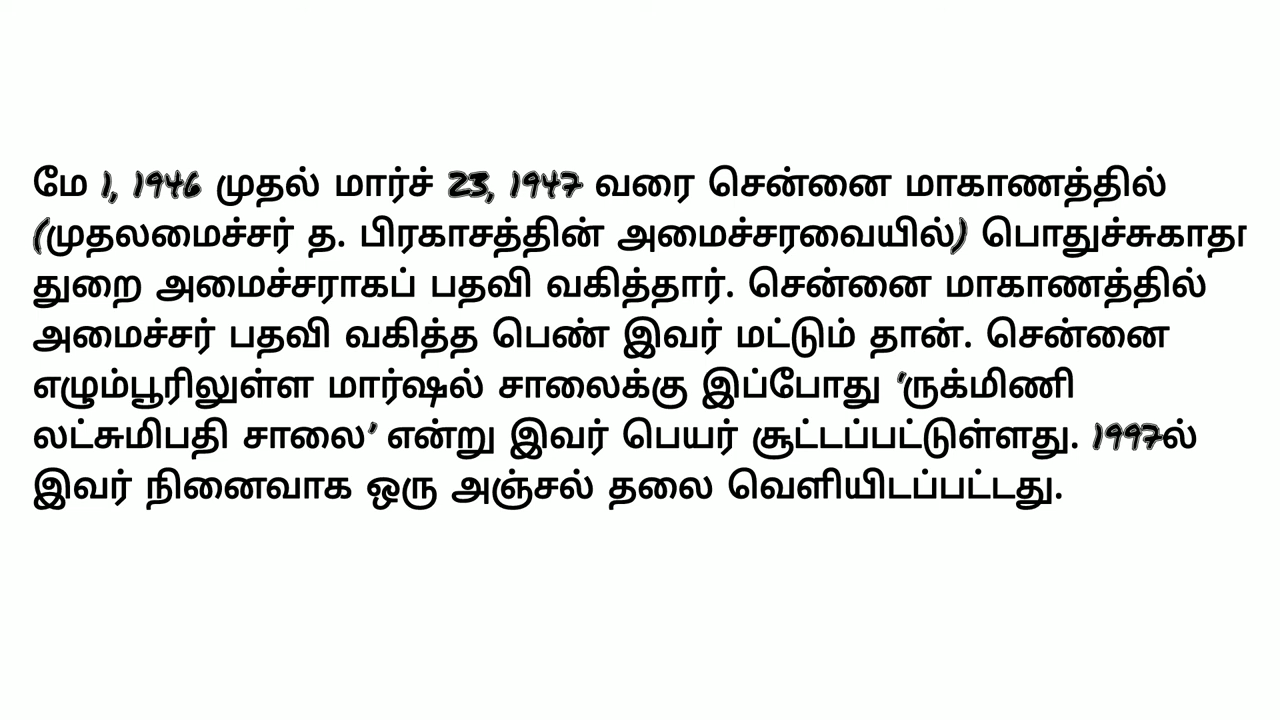 மே 1, 1946 முதல் மார்ச் 23, 1947 வரை சென்னை மாகாணத்தில்
(முதலமைச்சர் த. பிரகாசத்தின் அமைச்சரவையில்) பொதுச்சுகாதா
துறை அமைச்சராகப் பதவி வகித்தார். சென்னை மாகாணத்தில்
அமைச்சர் பதவி வகித்த பெண் இவர் மட்டும் தான். சென்னை
எழும்பூரிலுள்ள மார்ஷல் சாலைக்கு இப்போது ‘ருக்மிணி
லட்சுமிபதி சாலை’ என்று இவர் பெயர் சூட்டப்பட்டுள்ளது. 1997ல்
இவர் நினைவாக ஒரு அஞ்சல் தலை வெளியிடப்பட்டது.